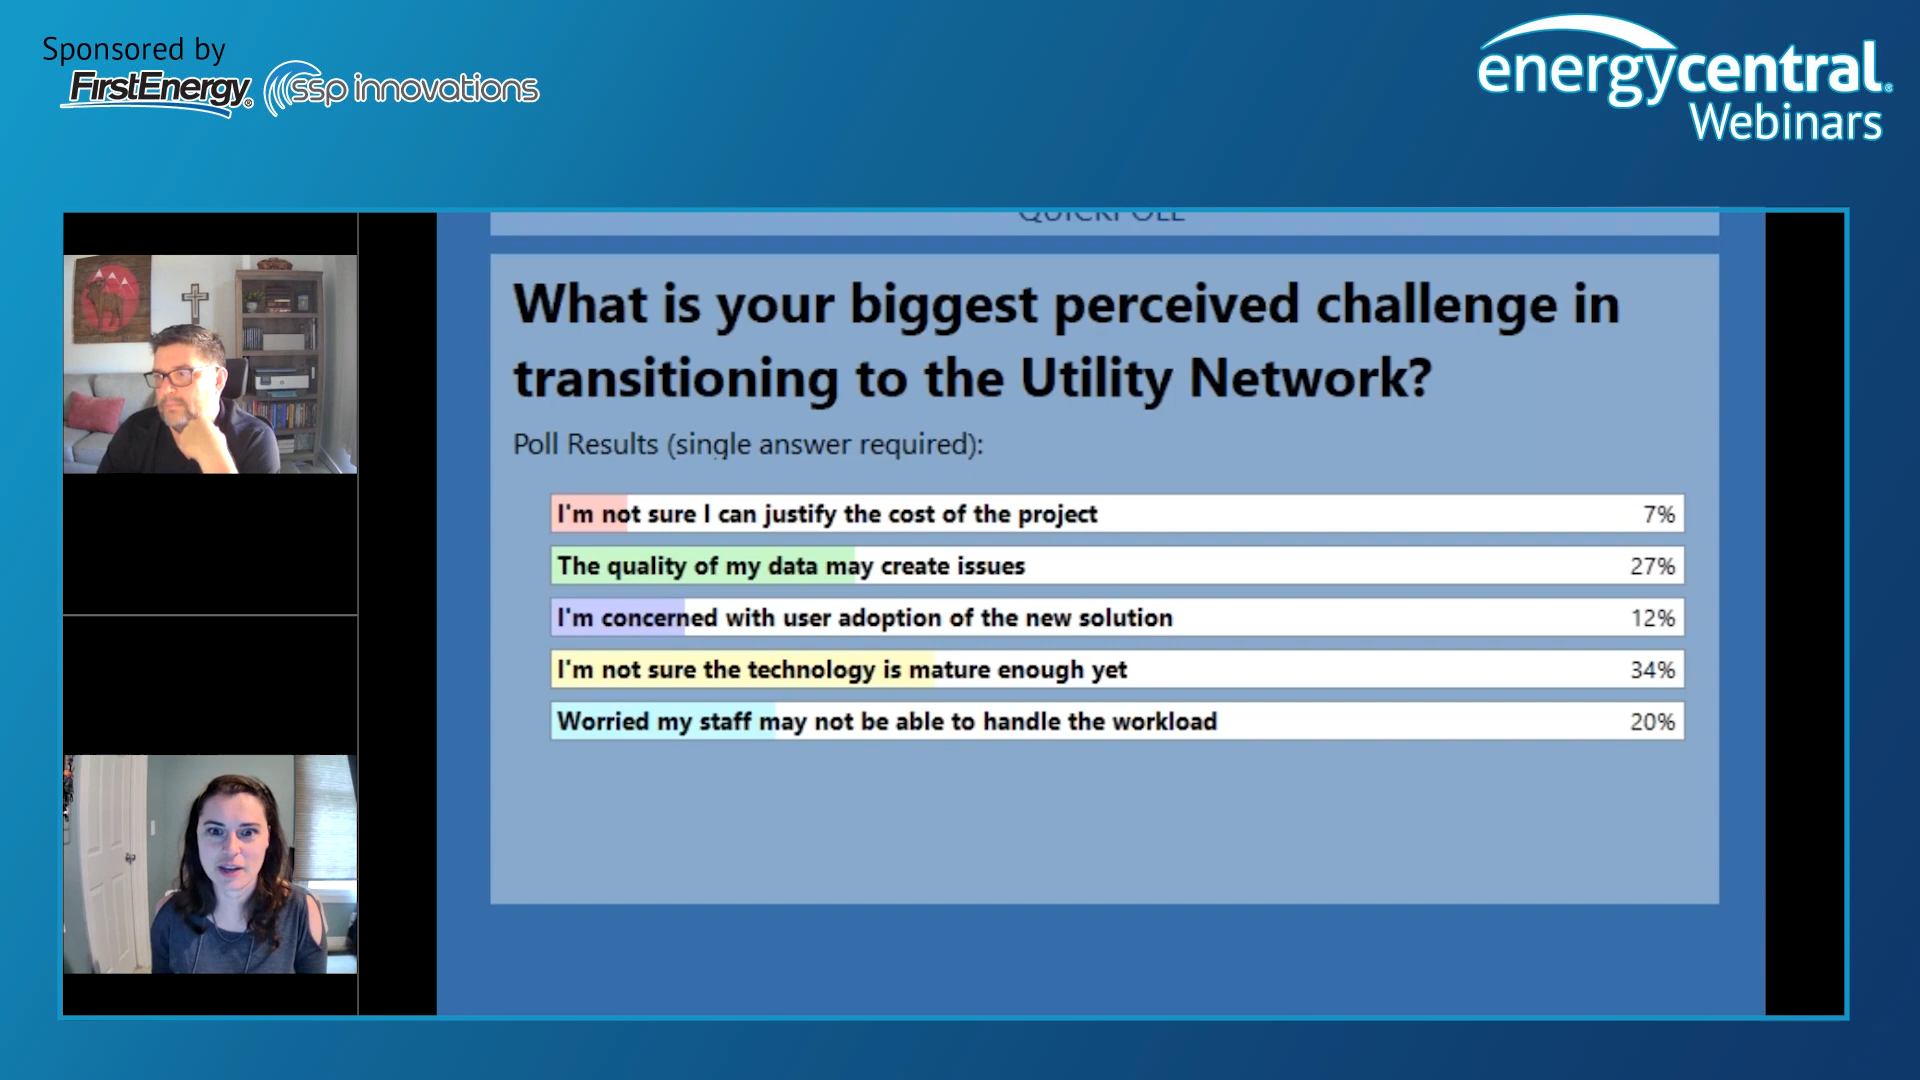 Sponsored by
FirstEnergy®
ssp innovations
energycentral®
Webinars
QUICKPOLL
What is your biggest perceived challenge in
transitioning to the Utility Network?
Poll Results (single answer required):
I'm not sure I can justify the cost of the project 7%
The quality of my data may create issues 27%
I'm concerned with user adoption of the new solution 12%
I'm not sure the technology is mature enough yet 34%
Worried my staff may not be able to handle the workload 20%